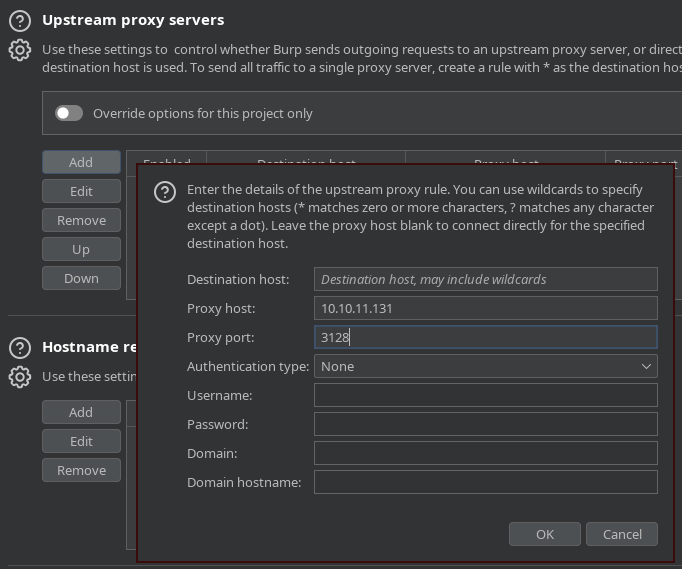 Upstream proxy servers
Use these settings to control whether Burp sends outgoing requests to an upstream proxy server, or direct
destination host is used. To send all traffic to a single proxy server, create a rule with * as the destination hos
Override options for this project only
Add
Enabled Destination host Proxy host Proxy port
Edit
Remove
Up
Down
Enter the details of the upstream proxy rule. You can use wildcards to specify
destination hosts (* matches zero or more characters, ? matches any character
except a dot). Leave the proxy host blank to connect directly for the specified
destination host.
Destination host: Destination host, may include wildcards
Proxy host: 10.10.11.131
Proxy port: 3128
Authentication type: None
Username:
Password:
Domain:
Domain hostname:
OK Cancel
Hostname re
Use these settin
Add
Edit
Remove